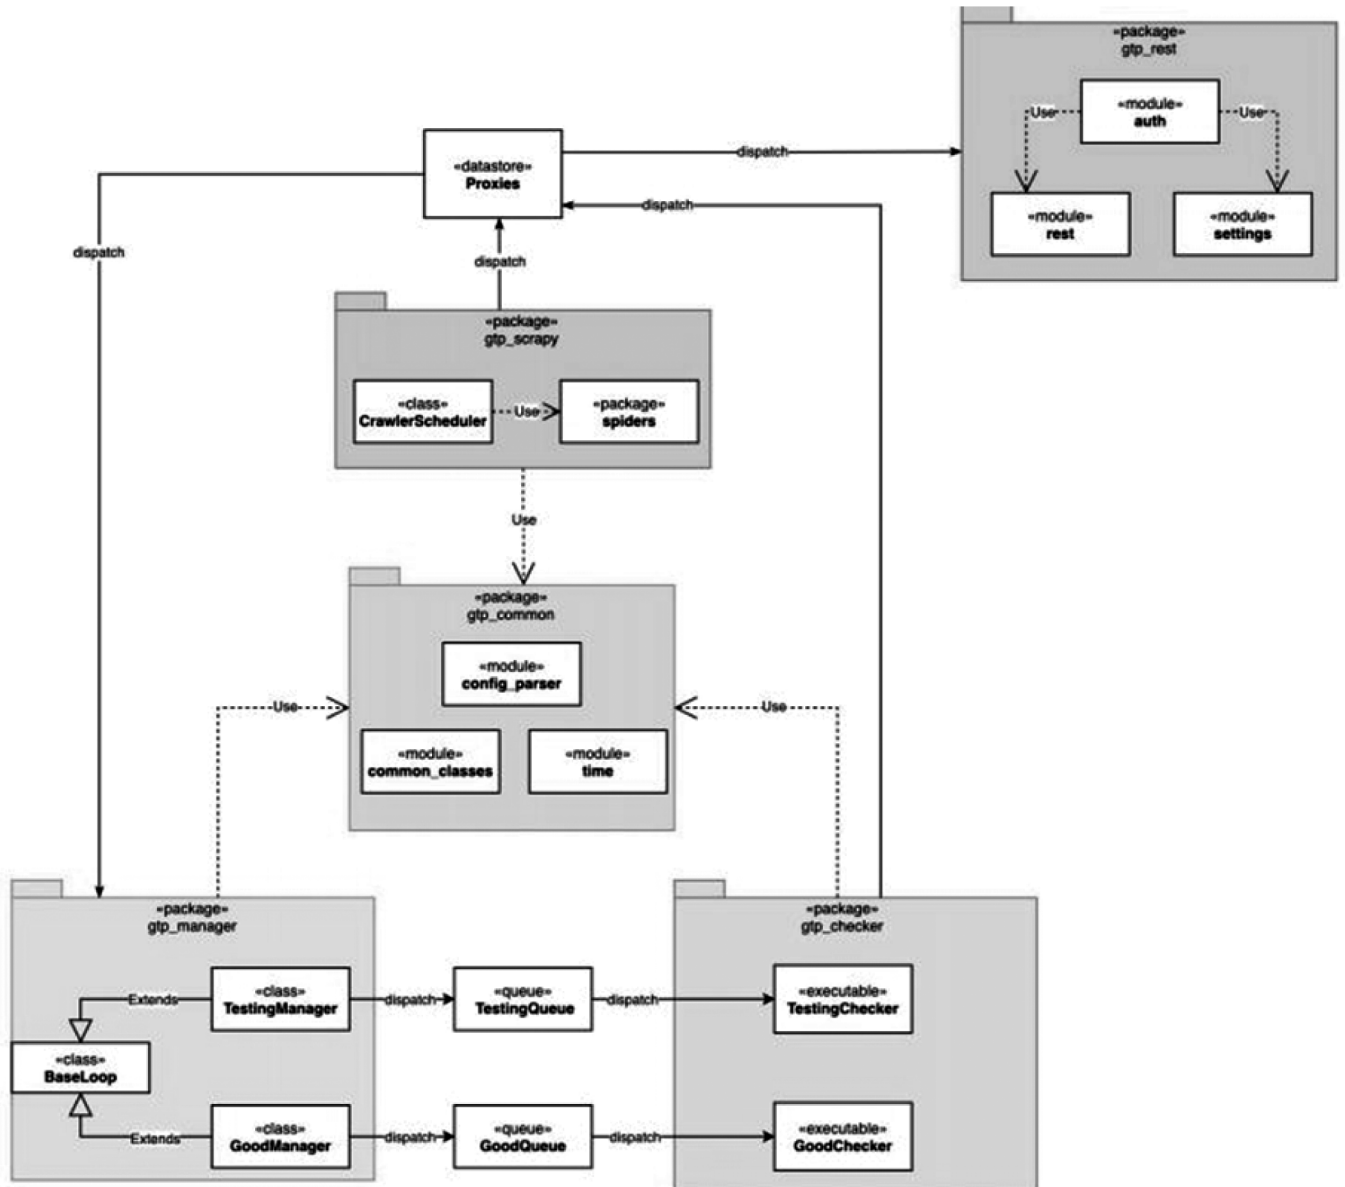 «package»
gtp_rest
«module»
auth
Use
Use
«module»
rest
«module»
settings
«datastore»
Proxies
dispatch
dispatch
dispatch
dispatch
«package»
gtp_scrapy
«class»
CrawlerScheduler
Use
«package»
spiders
Use
«package»
gtp_common
«module»
config_parser
«module»
common_classes
«module»
time
Use
Use
«package»
gtp_manager
«class»
TestingManager
Extends
«class»
BaseLoop
Extends
«class»
GoodManager
dispatch
«queue»
TestingQueue
dispatch
dispatch
«queue»
GoodQueue
dispatch
«package»
gtp_checker
«executable»
TestingChecker
«executable»
GoodChecker